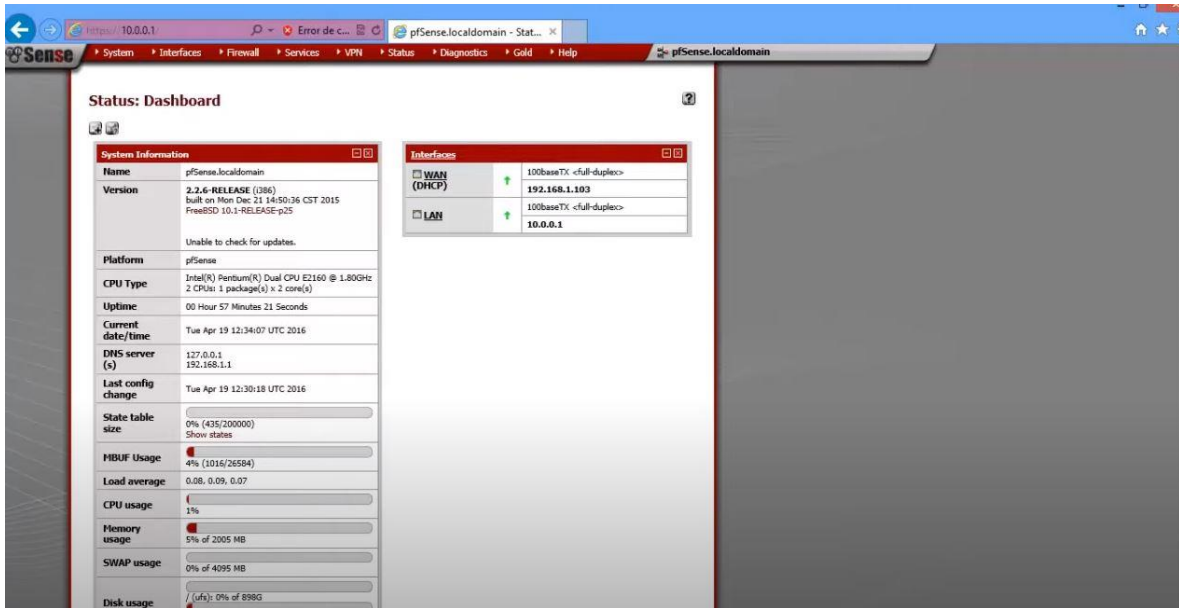 https://10.0.0.1/
Error de c...
pfSense.localdomain - Stat...
Sense
System Interfaces Firewall Services VPN Status Diagnostics Gold Help
pfSense.localdomain
Status: Dashboard
System Information
Name pfSense.localdomain
Version 2.2.6-RELEASE (i386)
built on Mon Dec 21 14:50:36 CST 2015
FreeBSD 10.1-RELEASE-p25
Unable to check for updates.
Platform pfSense
CPU Type Intel(R) Pentium(R) Dual CPU E2160 @ 1.80GHz
2 CPUs: 1 package(s) x 2 core(s)
Uptime 00 Hour 57 Minutes 21 Seconds
Current
date/time Tue Apr 19 12:34:07 UTC 2016
DNS server
(s)
127.0.0.1
192.168.1.1
Last config
change Tue Apr 19 12:30:18 UTC 2016
State table
size
0% (435/200000)
Show states
MBUF Usage
4% (1016/26584)
Load average 0.08, 0.09, 0.07
CPU usage
1%
Memory
usage
5% of 2005 MB
SWAP usage
0% of 4095 MB
Disk usage
/ (ufs): 0% of 898G
Interfaces
WAN
(DHCP)
100baseTX <full-duplex>
192.168.1.103
LAN
100baseTX <full-duplex>
10.0.0.1